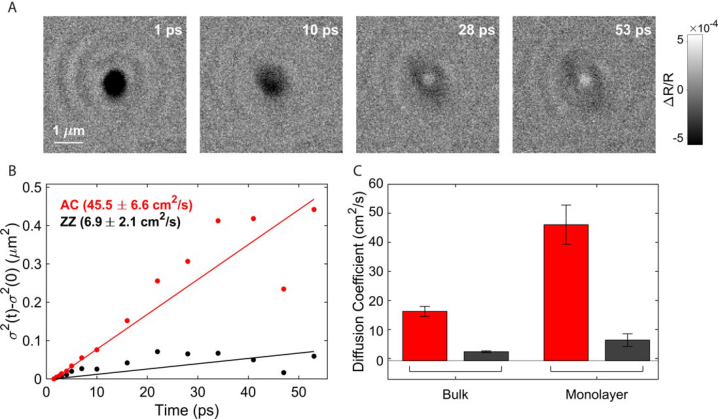 A
1 ps
10 ps
28 ps
53 ps
1 μm
×10⁻⁴
5
0
-5
ΔR/R
B
AC (45.5 ± 6.6 cm²/s)
ZZ (6.9 ± 2.1 cm²/s)
0.5
0.4
0.3
0.2
0.1
0
σ²(t)-σ²(0) (μm²)
0
10
20
30
40
50
Time (ps)
C
60
50
40
30
20
10
0
Diffusion Coefficient (cm²/s)
Bulk
Monolayer